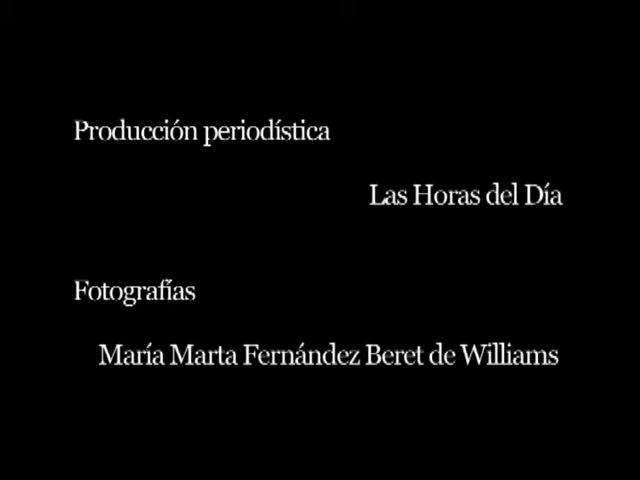 Producción periodística
Las Horas del Día
Fotografías
María Marta Fernández Beret de Williams